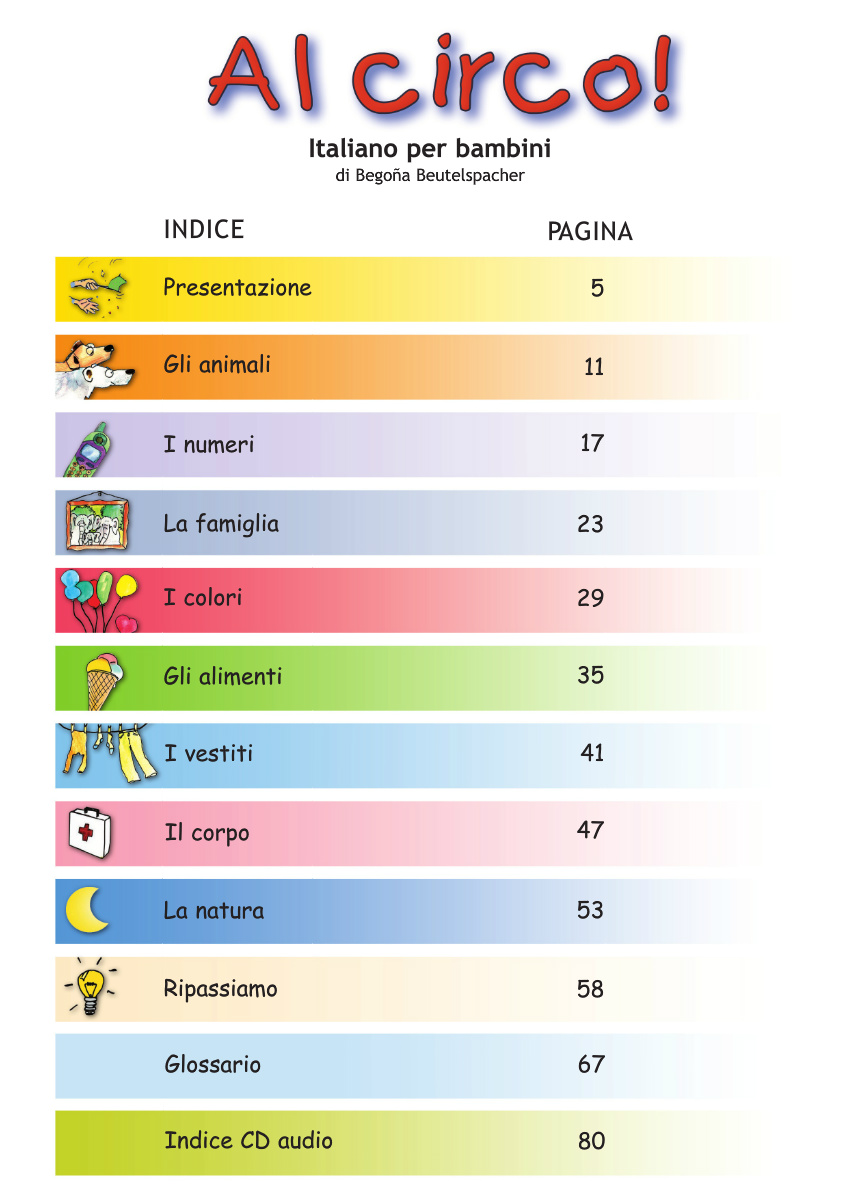 Al circo!
Italiano per bambini
di Begoña Beutelspacher
INDICE PAGINA
Presentazione 5
Gli animali 11
I numeri 17
La famiglia 23
I colori 29
Gli alimenti 35
I vestiti 41
Il corpo 47
La natura 53
Ripassiamo 58
Glossario 67
Indice CD audio 80